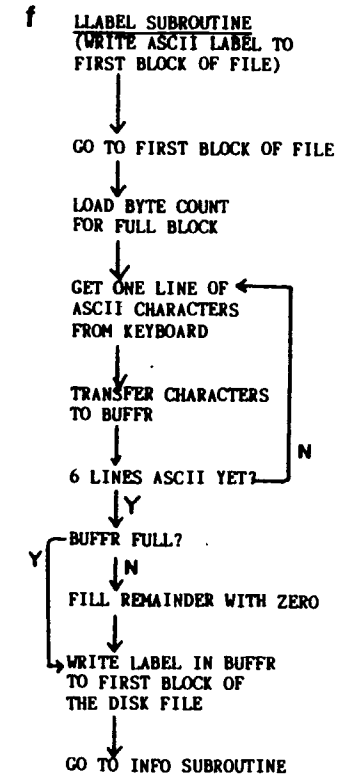 f
LLABEL SUBROUTINE
(WRITE ASCII LABEL TO
FIRST BLOCK OF FILE)
GO TO FIRST BLOCK OF FILE
LOAD BYTE COUNT
FOR FULL BLOCK
GET ONE LINE OF
ASCII CHARACTERS
FROM KEYBOARD
TRANSFER CHARACTERS
TO BUFFR
N
6 LINES ASCII YET?
Y
BUFFR FULL?
Y
N
FILL REMAINDER WITH ZERO
WRITE LABEL IN BUFFR
TO FIRST BLOCK OF
THE DISK FILE
GO TO INFO SUBROUTINE